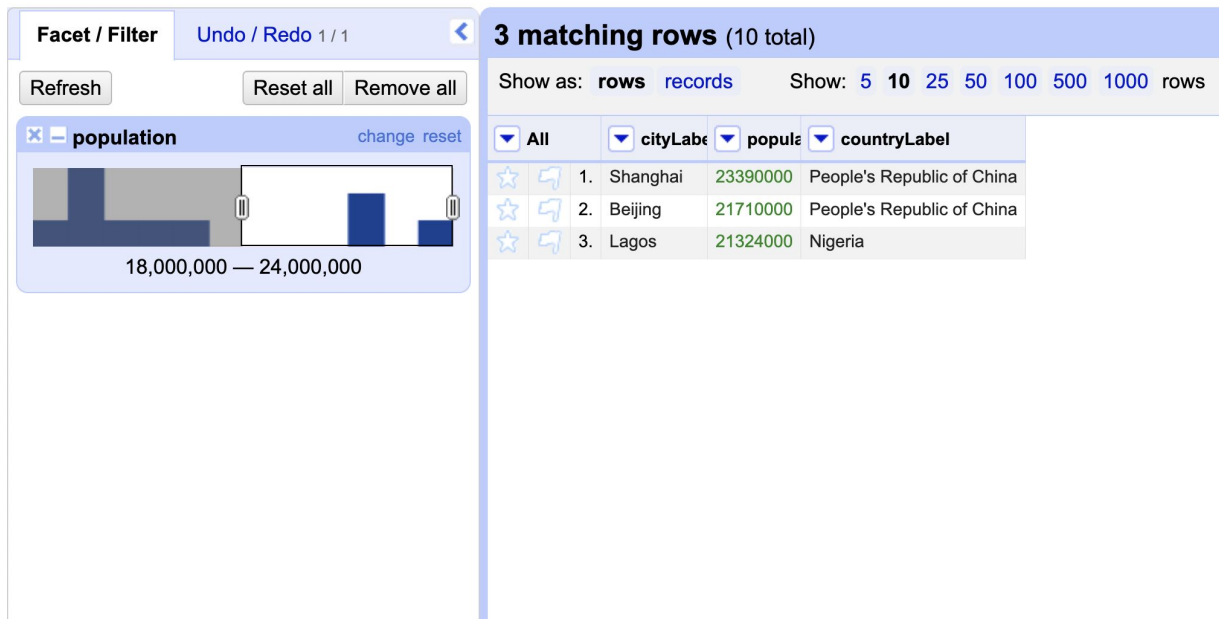 Facet / Filter Undo / Redo 1 / 1
Refresh Reset all Remove all
population change reset
18,000,000 — 24,000,000
3 matching rows (10 total)
Show as: rows records Show: 5 10 25 50 100 500 1000 rows
All cityLabe popula countryLabel
1. Shanghai 23390000 People's Republic of China
2. Beijing 21710000 People's Republic of China
3. Lagos 21324000 Nigeria